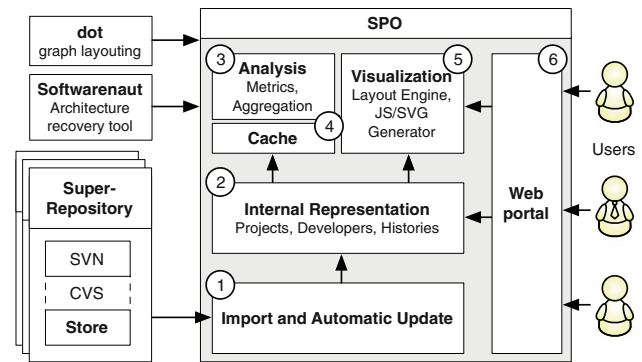 dot
graph layouting
Softwarenaut
Architecture
recovery tool
Super-
Repository
SVN
CVS
Store
SPO
3
Analysis
Metrics,
Aggregation
4
Cache
5
Visualization
Layout Engine,
JS/SVG
Generator
2
Internal Representation
Projects, Developers, Histories
1
Import and Automatic Update
6
Web
portal
Users